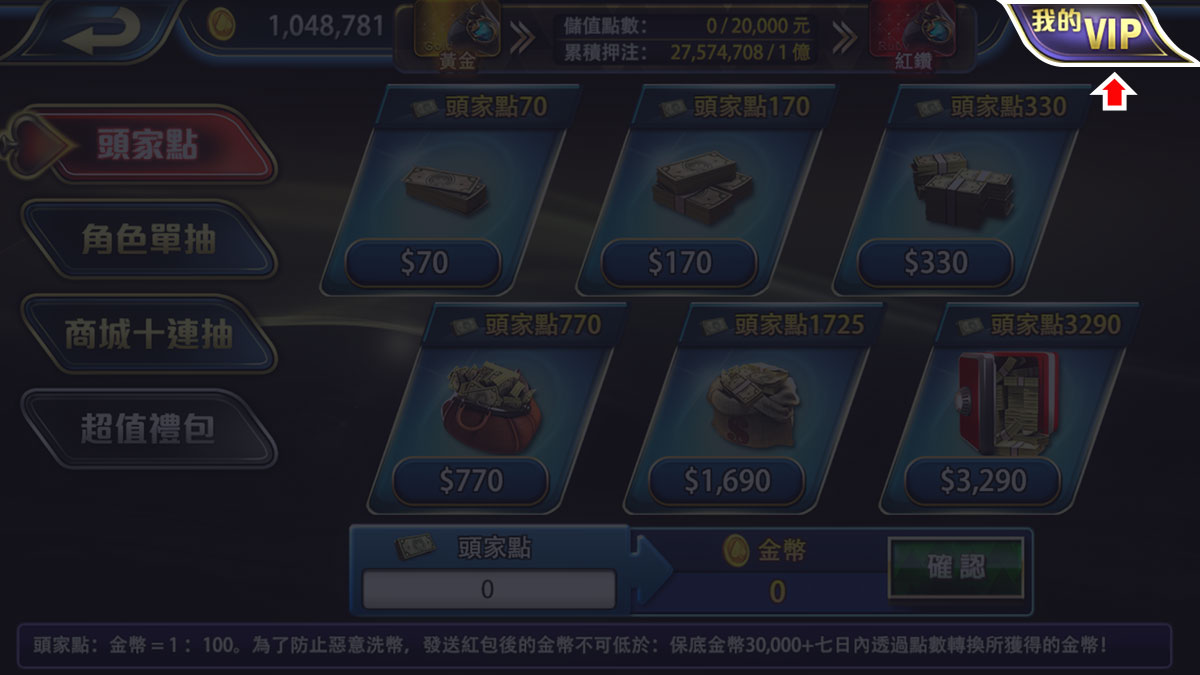 1,048,781
黃金
儲值點數： 0/20,000 元
累積押注： 27,574,708/1 億
紅鑽
我的VIP
頭家點
角色單抽
商城十連抽
超值禮包
頭家點70
$70
頭家點170
$170
頭家點330
$330
頭家點770
$770
頭家點1725
$1,690
頭家點3290
$3,290
頭家點
0
金幣
0
確認
頭家點：金幣＝1：100。為了防止惡意洗幣，發送紅包後的金幣不可低於：保底金幣30,000+七日內透過點數轉換所獲得的金幣！